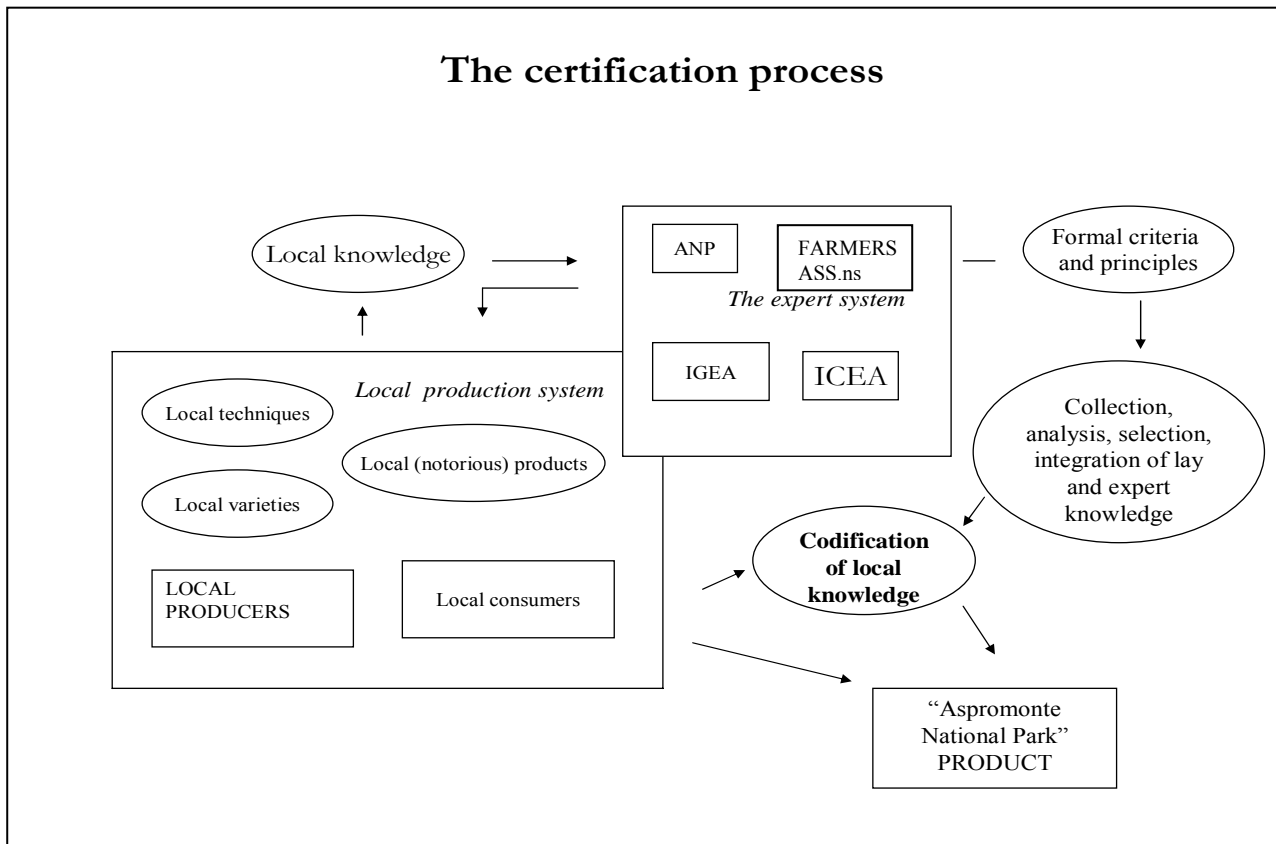 The certification process
Local knowledge
ANP
FARMERS
ASS.ns
The expert system
IGEA
ICEA
Formal criteria
and principles
Local  production system
Local techniques
Local (notorious) products
Local varieties
LOCAL
PRODUCERS
Local consumers
Collection,
analysis, selection,
integration of lay
and expert
knowledge
Codification
of local
knowledge
“Aspromonte
National Park”
PRODUCT